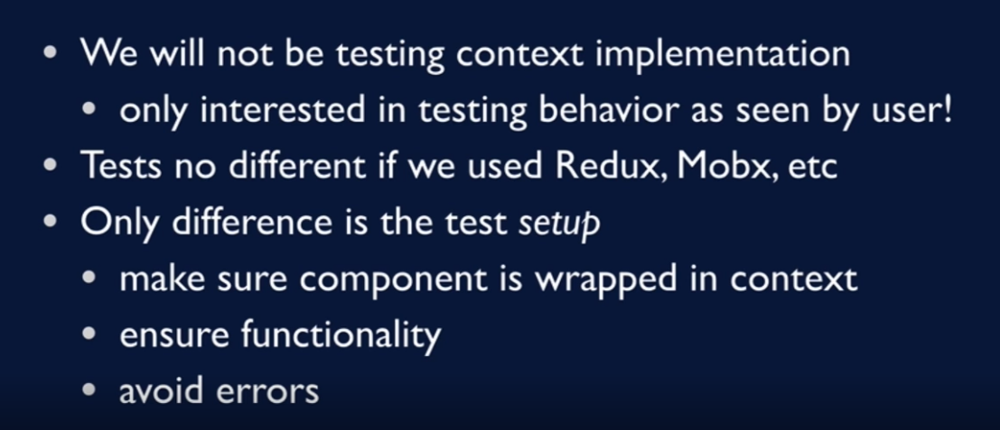 • We will not be testing context implementation
• only interested in testing behavior as seen by user!
• Tests no different if we used Redux, Mobx, etc
• Only difference is the test setup
• make sure component is wrapped in context
• ensure functionality
• avoid errors